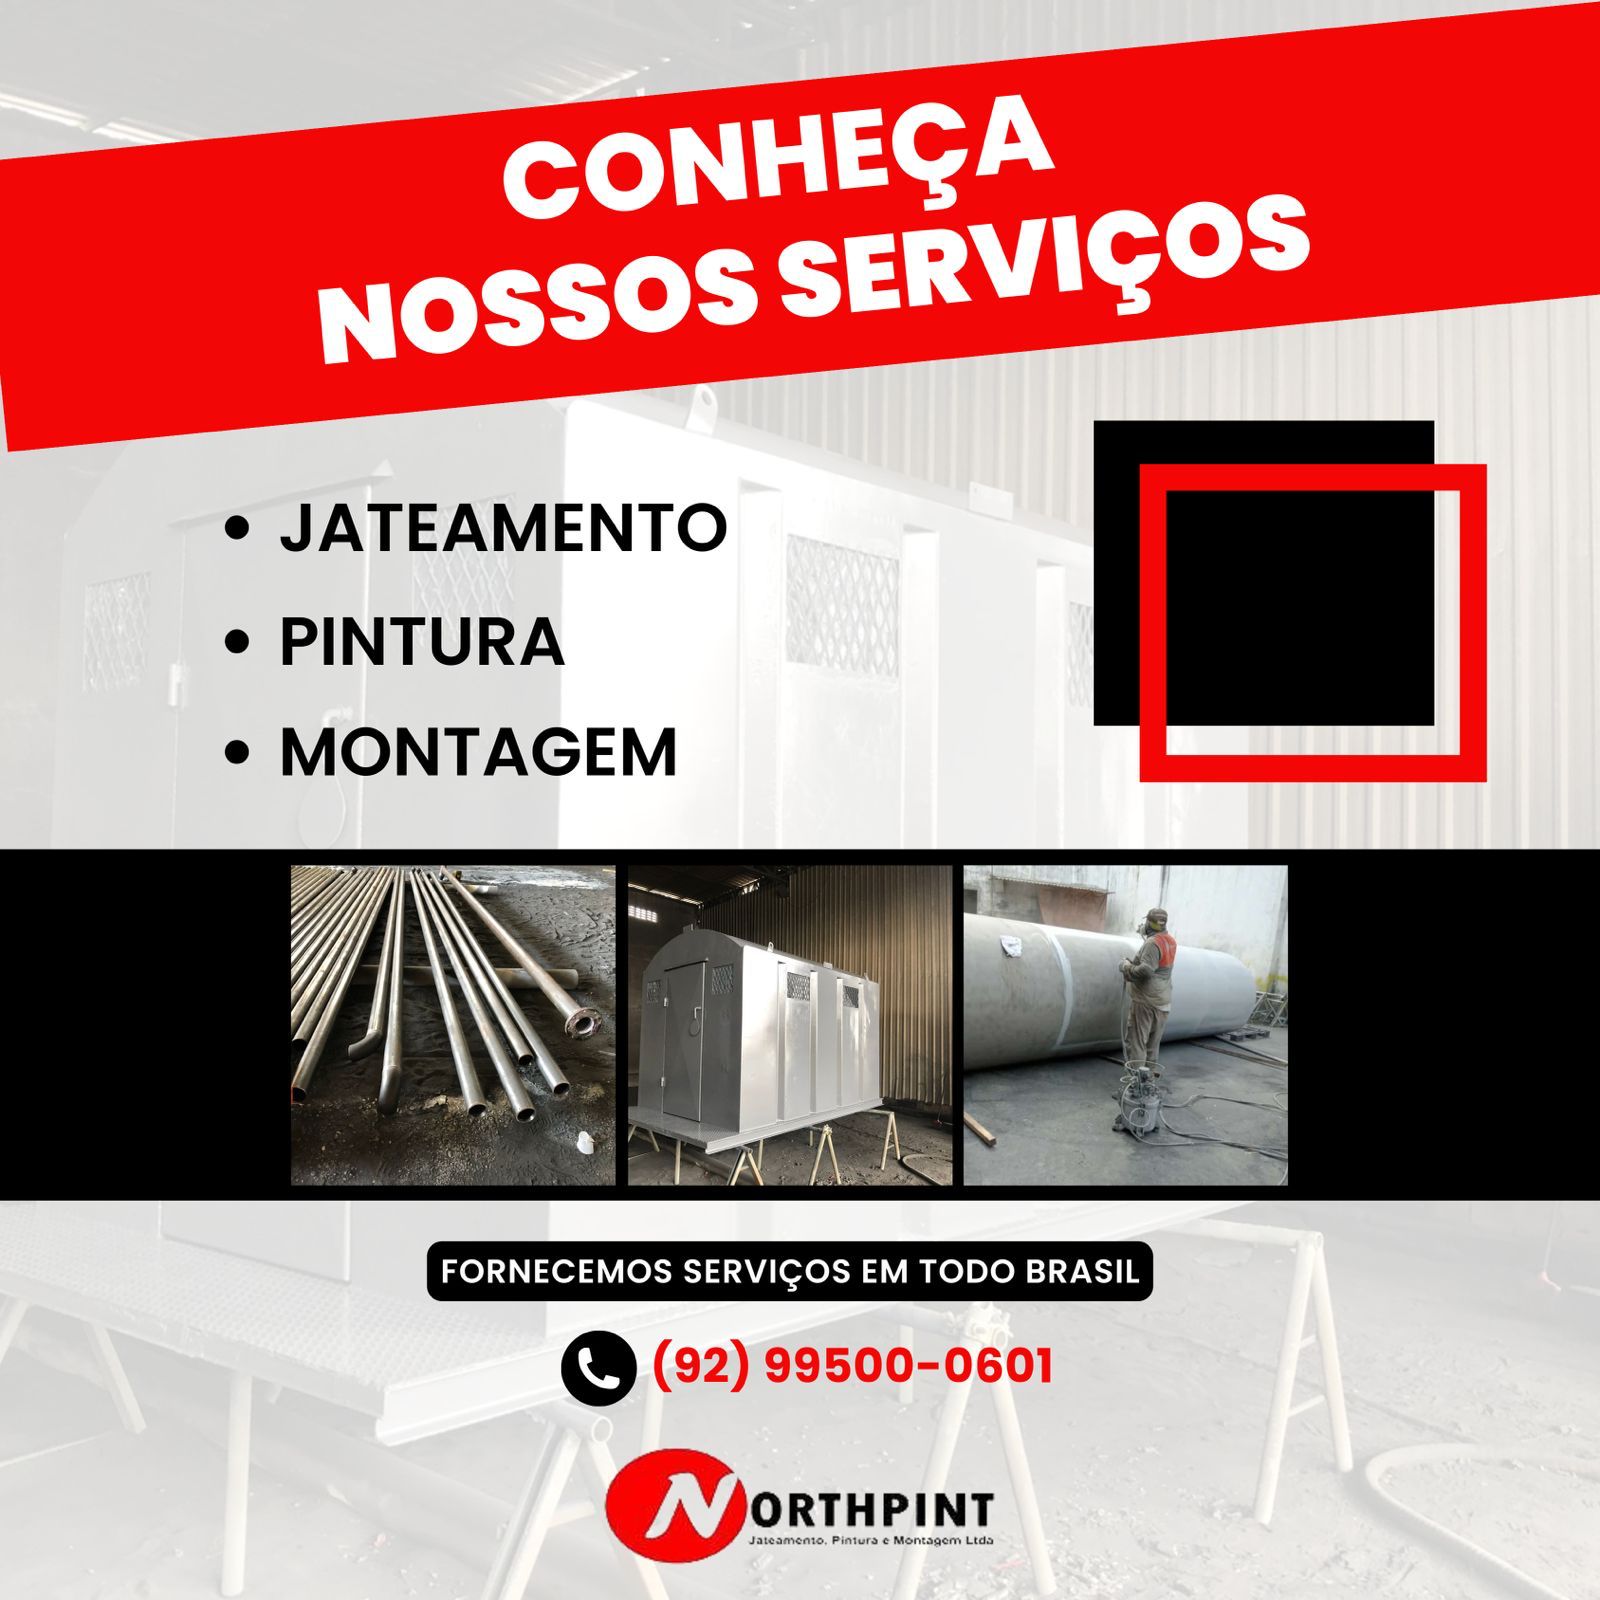 CONHEÇA
NOSSOS SERVIÇOS
• JATEAMENTO
• PINTURA
• MONTAGEM
FORNECEMOS SERVIÇOS EM TODO BRASIL
(92) 99500-0601
NORTHPINT
Jateamento, Pintura e Montagem Ltda